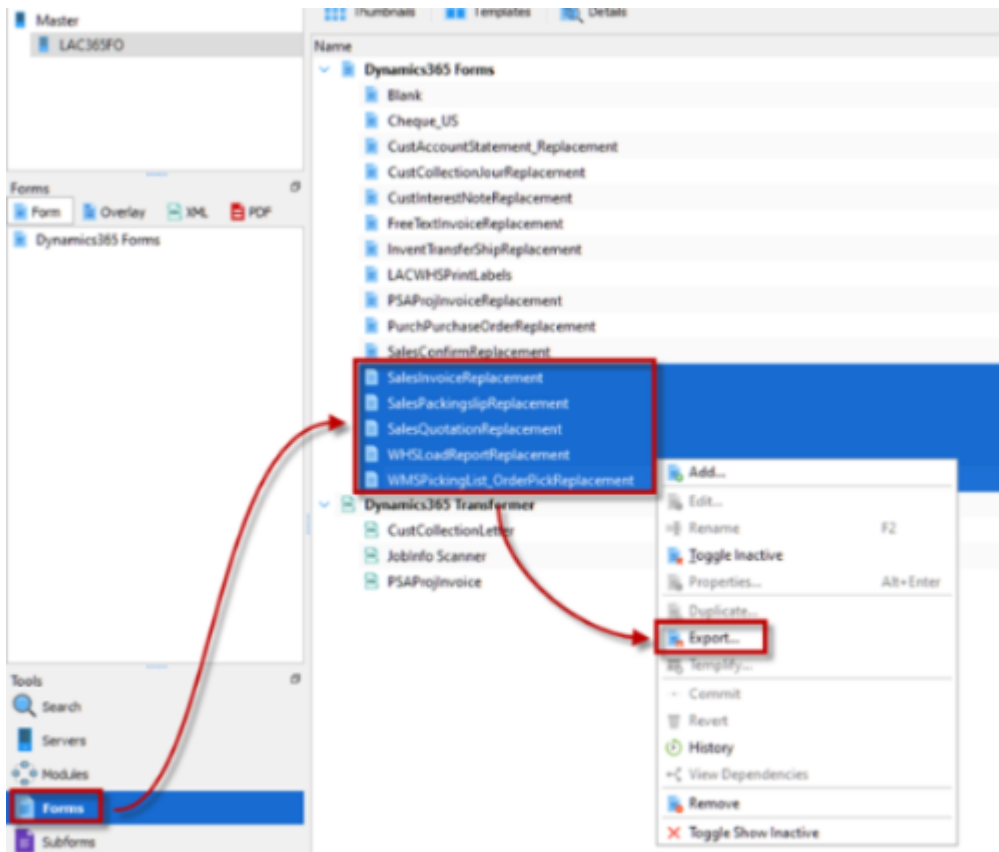 Master
LAC365FO
Forms
Form Overlay XML PDF
Dynamics365 Forms
Tools
Search
Servers
Modules
Forms
Subforms
Thumbnails Templates Details
Name
Dynamics365 Forms
Blank
Cheque_US
CustAccountStatement_Replacement
CustCollectionJourReplacement
CustInterestNoteReplacement
FreeTextInvoiceReplacement
InventTransferShipReplacement
LACWHSPrintLabels
PSAProjInvoiceReplacement
PurchPurchaseOrderReplacement
SalesConfirmReplacement
SalesInvoiceReplacement
SalesPackingslipReplacement
SalesQuotationReplacement
WHSLoadReportReplacement
WMSPickingList_OrderPickReplacement
Dynamics365 Transformer
CustCollectionLetter
JobInfo Scanner
PSAProjInvoice
Add...
Edit...
Rename F2
Toggle Inactive
Properties... Alt+Enter
Duplicate...
Export...
Templify...
Commit
Revert
History
View Dependencies
Remove
Toggle Show Inactive